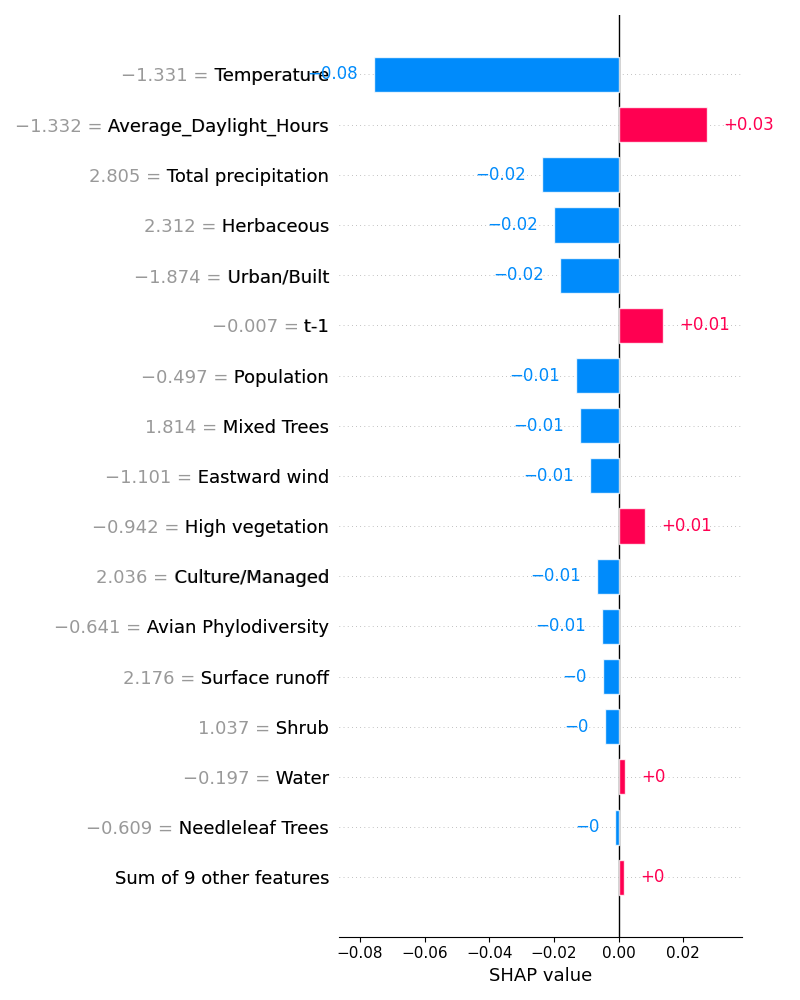 −1.331 = Temperature −0.08
−1.332 = Average_Daylight_Hours +0.03
2.805 = Total precipitation −0.02
2.312 = Herbaceous −0.02
−1.874 = Urban/Built −0.02
−0.007 = t-1 +0.01
−0.497 = Population −0.01
1.814 = Mixed Trees −0.01
−1.101 = Eastward wind −0.01
−0.942 = High vegetation +0.01
2.036 = Culture/Managed −0.01
−0.641 = Avian Phylodiversity −0.01
2.176 = Surface runoff −0
1.037 = Shrub −0
−0.197 = Water +0
−0.609 = Needleleaf Trees −0
Sum of 9 other features +0
−0.08 −0.06 −0.04 −0.02 0.00 0.02
SHAP value